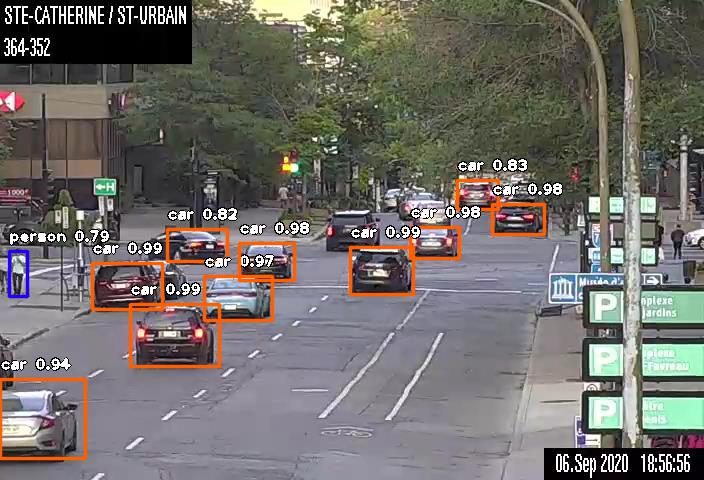 STE-CATHERINE / ST-URBAIN
364-352
car 0.83
car 0.98
car 0.98
car 0.82
car 0.98
person 0.79
car 0.99
car 0.99
car 0.97
car 0.99
car 0.94
H
1000
Musée d'
P
P
P
06.Sep 2020 18:56:56